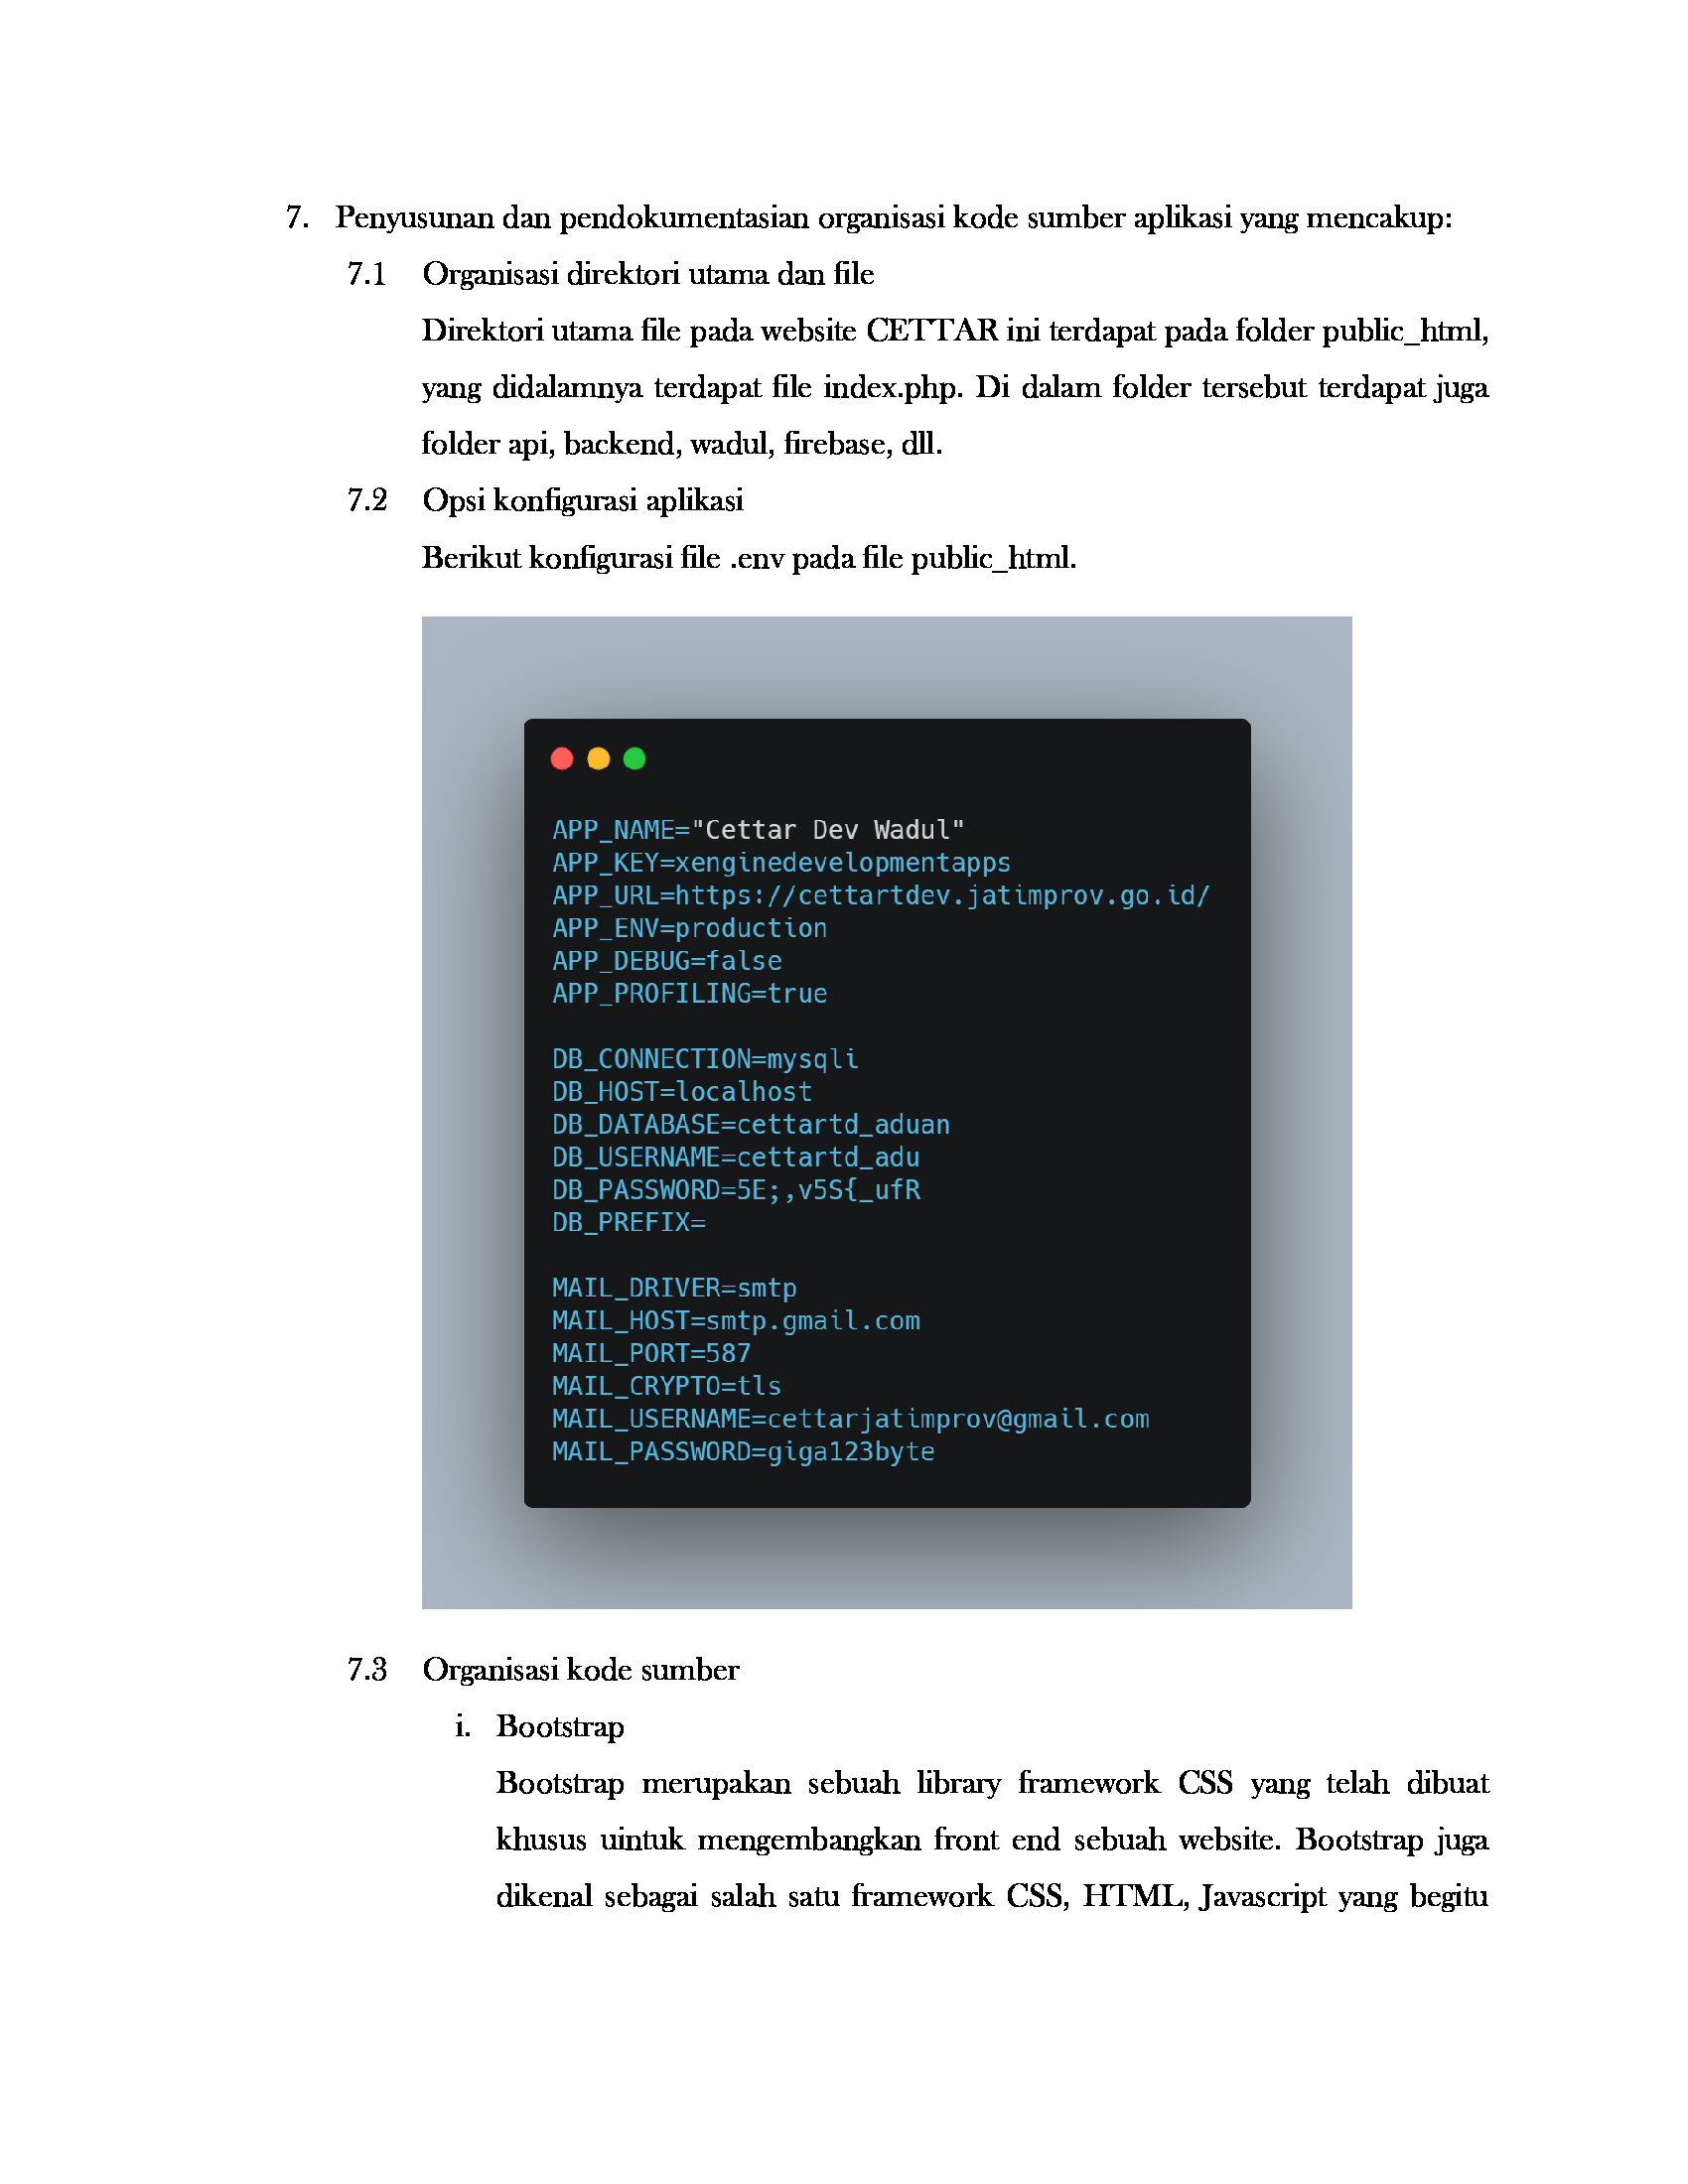 7. Penyusunan dan pendokumentasian organisasi kode sumber aplikasi yang mencakup:
7.1 Organisasi direktori utama dan file
Direktori utama file pada website CETTAR ini terdapat pada folder public_html,
yang didalamnya terdapat file index.php. Di dalam folder tersebut terdapat juga
folder api, backend, wadul, firebase, dll.
7.2 Opsi konfigurasi aplikasi
Berikut konfigurasi file .env pada file public_html.
APP_NAME="Cettar Dev Wadul"
APP_KEY=xenginedevelopmentapps
APP_URL=https://cettartdev.jatimprov.go.id/
APP_ENV=production
APP_DEBUG=false
APP_PROFILING=true
DB_CONNECTION=mysqli
DB_HOST=localhost
DB_DATABASE=cettartd_aduan
DB_USERNAME=cettartd_adu
DB_PASSWORD=5E;,v5S{_ufR
DB_PREFIX=
MAIL_DRIVER=smtp
MAIL_HOST=smtp.gmail.com
MAIL_PORT=587
MAIL_CRYPTO=tls
MAIL_USERNAME=cettarjatimprov@gmail.com
MAIL_PASSWORD=giga123byte
7.3 Organisasi kode sumber
i. Bootstrap
Bootstrap merupakan sebuah library framework CSS yang telah dibuat
khusus uintuk mengembangkan front end sebuah website. Bootstrap juga
dikenal sebagai salah satu framework CSS, HTML, Javascript yang begitu